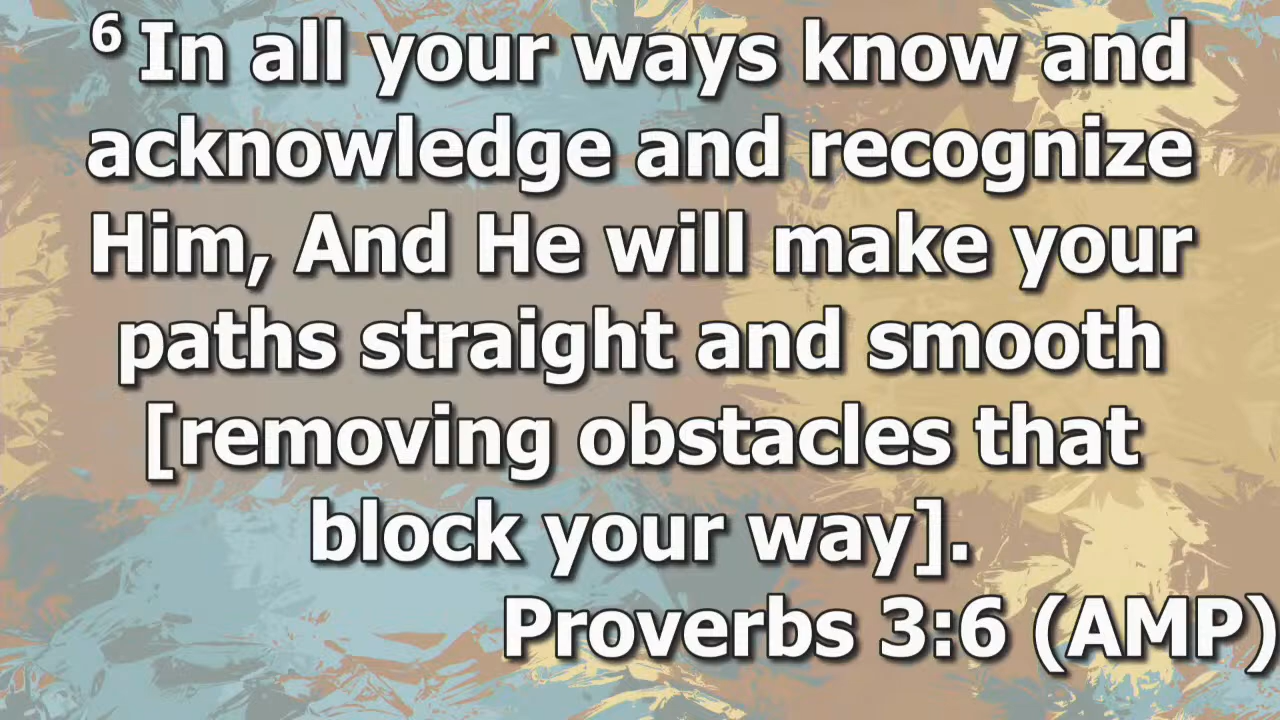 6 In all your ways know and
acknowledge and recognize
Him, And He will make your
paths straight and smooth
[removing obstacles that
block your way].
Proverbs 3:6 (AMP)